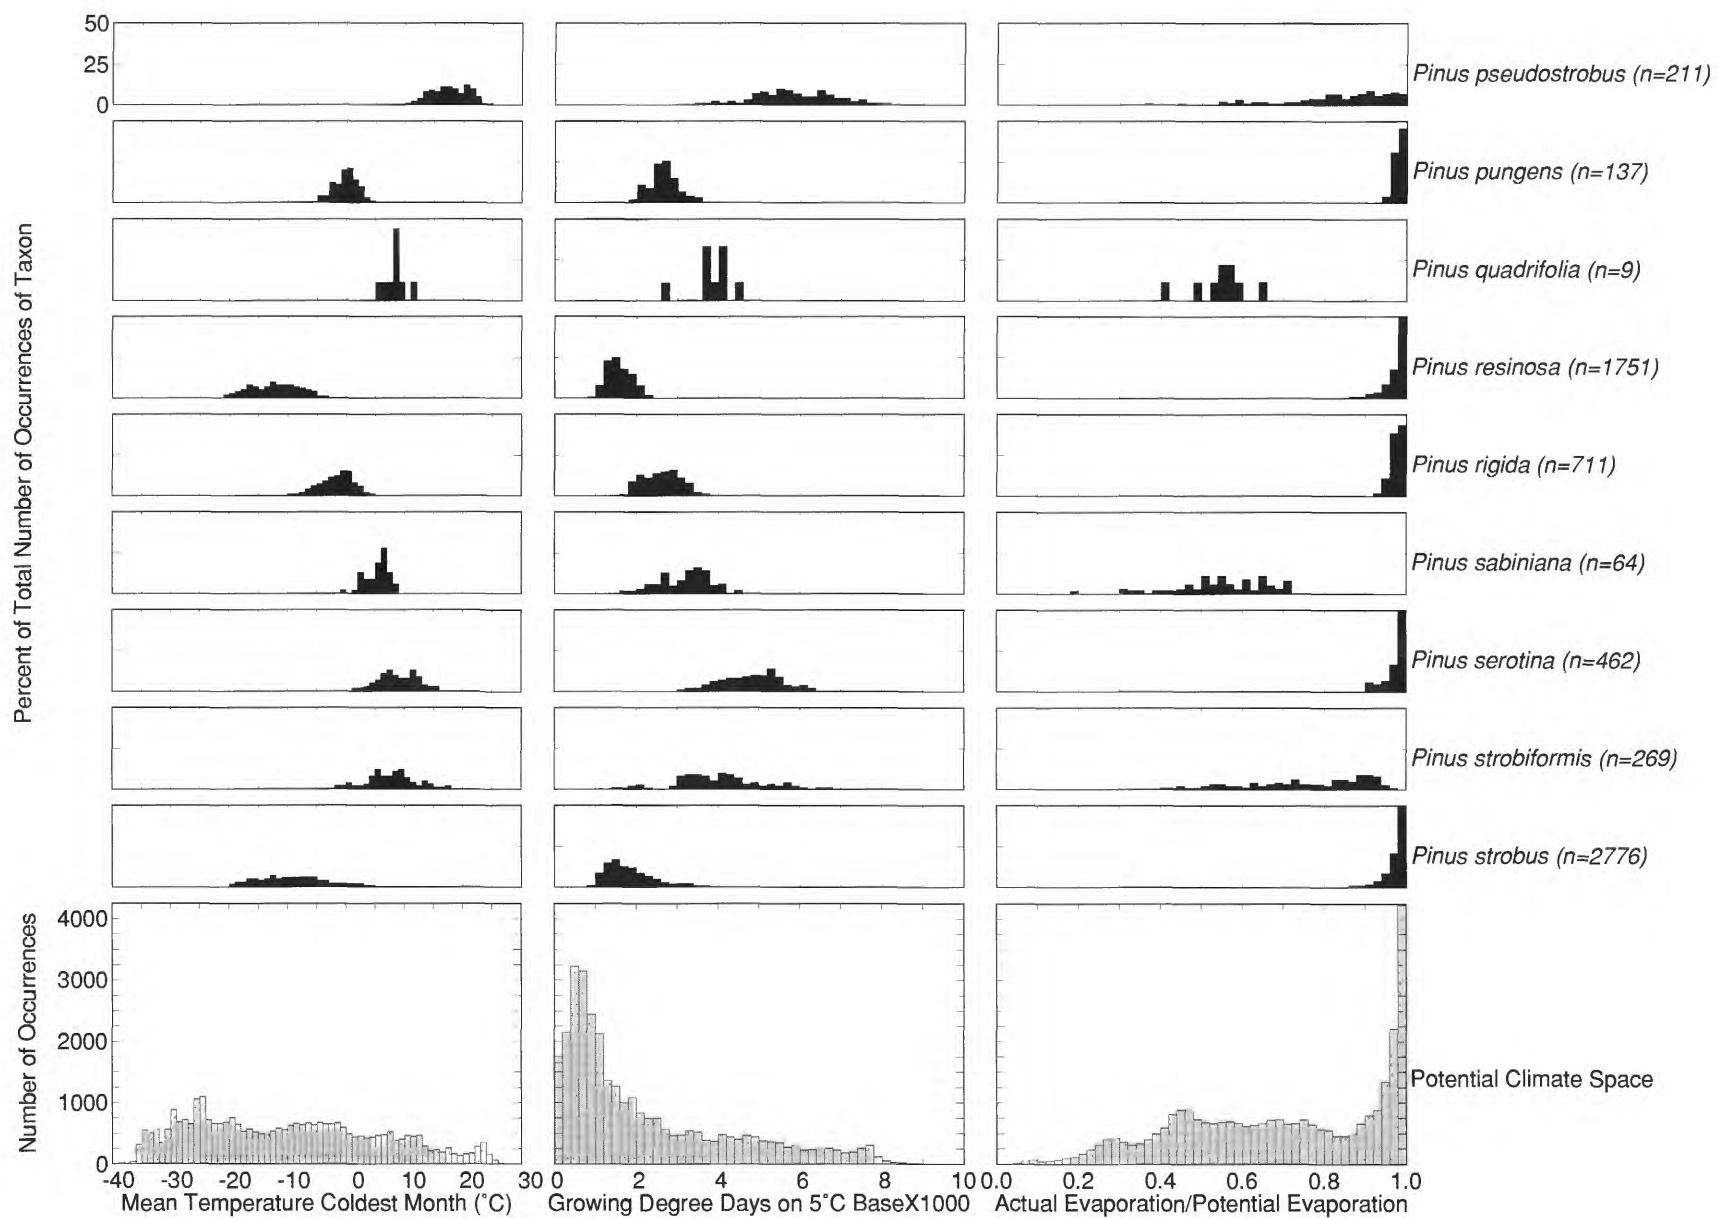 50
25
0
Pinus pseudostrobus (n=211)
Pinus pungens (n=137)
Pinus quadrifolia (n=9)
Pinus resinosa (n=1751)
Pinus rigida (n=711)
Pinus sabiniana (n=64)
Pinus serotina (n=462)
Pinus strobiformis (n=269)
Pinus strobus (n=2776)
Percent of Total Number of Occurrences of Taxon
Number of Occurrences
4000
3000
2000
1000
0
Potential Climate Space
-40 -30 -20 -10 0 10 20 30
0 2 4 6 8 10
0.0 0.2 0.4 0.6 0.8 1.0
Mean Temperature Coldest Month (°C)
Growing Degree Days on 5°C BaseX1000
Actual Evaporation/Potential Evaporation